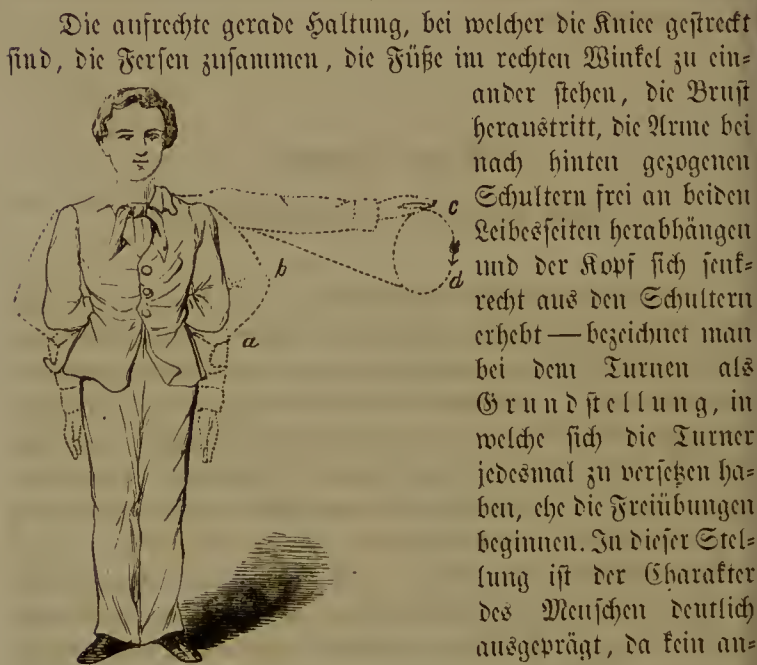 Die aufrechte gerade Haltung, bei welcher die Kniee gestreckt
sind, die Fersen zusammen, die Füße im rechten Winkel zu ein=
ander stehen, die Brust
heraustritt, die Arme bei
nach hinten gezogenen
Schultern frei an beiden
Leibesseiten herabhängen
und der Kopf sich senk=
recht aus den Schultern
erhebt — bezeichnet man
bei dem Turnen als
Grundstellung, in
welche sich die Turner
jedesmal zu versetzen ha=
ben, ehe die Freiübungen
beginnen. In dieser Stel=
lung ist der Charakter
des Menschen deutlich
ausgeprägt, da kein an=
c
d
b
a